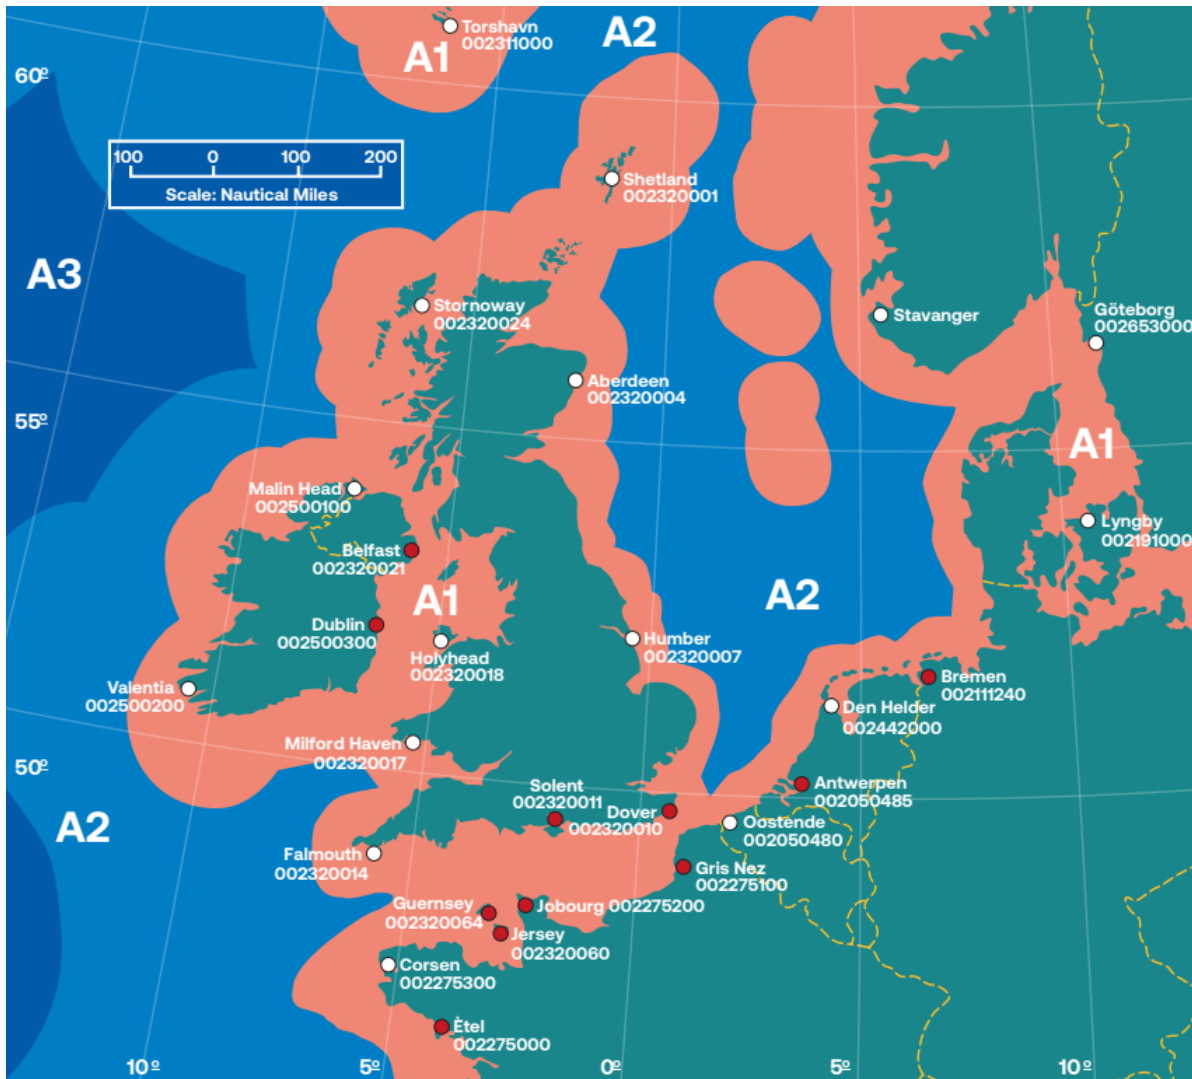 Torshavn
002311000
A1
A2
60º
100 0 100 200
Scale: Nautical Miles
Shetland
002320001
A3
Stornoway
002320024
Stavanger
Göteborg
002653000
Aberdeen
002320004
55º
A1
Malin Head
002500100
Lyngby
002191000
Belfast
002320021
A1
A2
Dublin
002500300
Holyhead
002320018
Humber
002320007
Valentia
002500200
Bremen
002111240
Den Helder
002442000
Milford Haven
002320017
50º
Solent
002320011
Dover
002320010
Antwerpen
002050485
A2
Oostende
002050480
Falmouth
002320014
Gris Nez
002275100
Guernsey
002320064
Jobourg 002275200
Jersey
002320060
Corsen
002275300
Ètel
002275000
10º 5º 0º 5º 10º